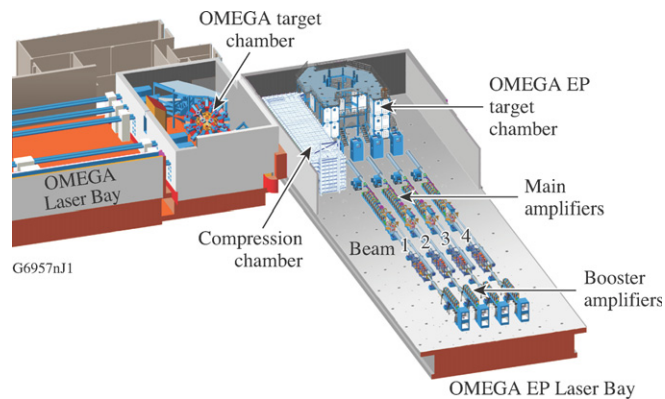 OMEGA target
chamber
OMEGA EP
target
chamber
OMEGA
Laser Bay
Main
amplifiers
Compression
chamber
Beam 1 2 3 4
G6957nJ1
Booster
amplifiers
OMEGA EP Laser Bay